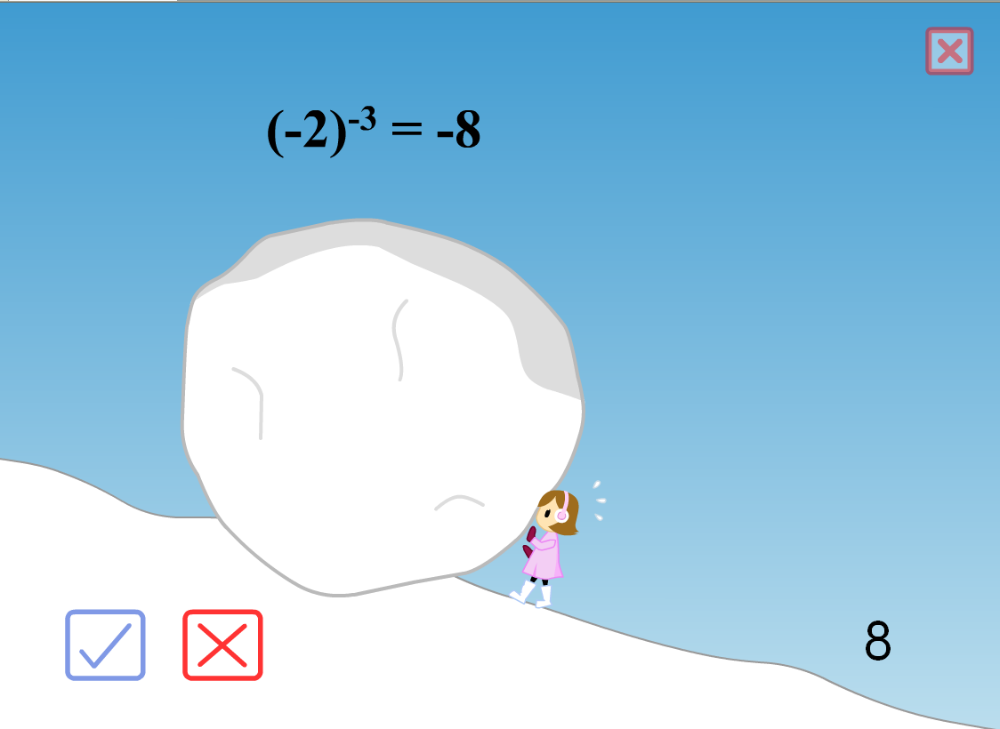 (-2)⁻³ = -8
8